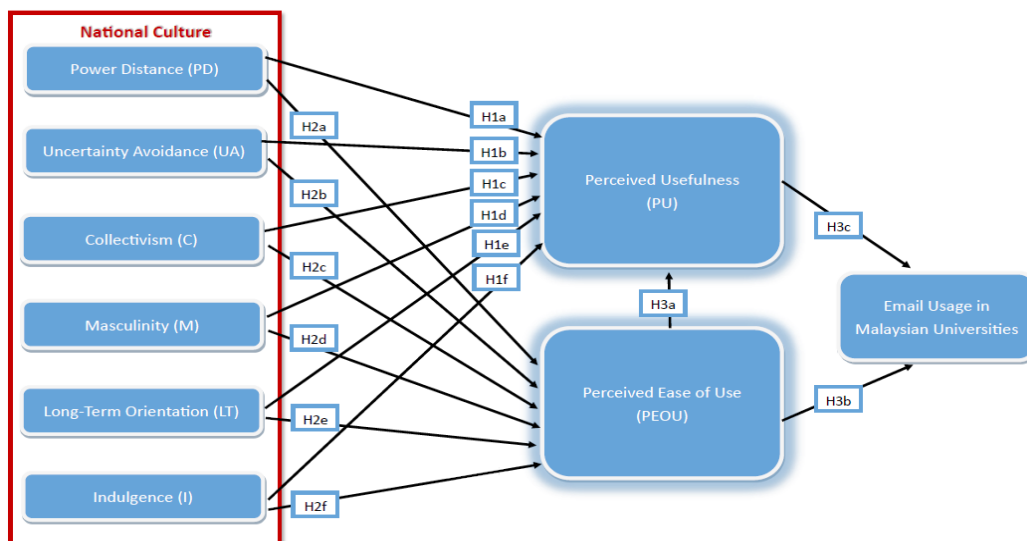 National Culture
Power Distance (PD)
Uncertainty Avoidance (UA)
Collectivism (C)
Masculinity (M)
Long-Term Orientation (LT)
Indulgence (I)
H2a
H2b
H2c
H2d
H2e
H2f
H1a
H1b
H1c
H1d
H1e
H1f
Perceived Usefulness
(PU)
H3a
Perceived Ease of Use
(PEOU)
H3c
H3b
Email Usage in
Malaysian Universities